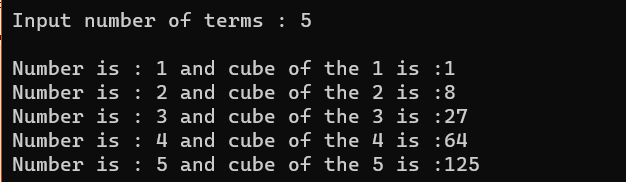 Input number of terms : 5
Number is : 1 and cube of the 1 is :1
Number is : 2 and cube of the 2 is :8
Number is : 3 and cube of the 3 is :27
Number is : 4 and cube of the 4 is :64
Number is : 5 and cube of the 5 is :125